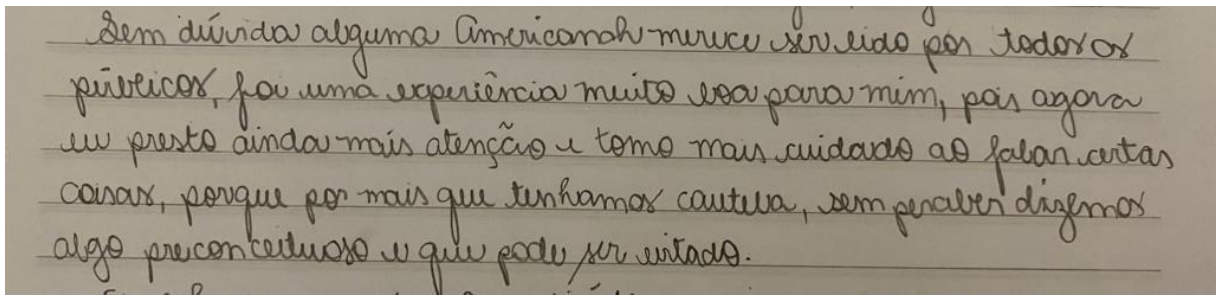 Sem dúvida alguma Americanah merece ser lido por todos os
públicos, foi uma experiência muito boa para mim, pois agora
eu presto ainda mais atenção e tomo mais cuidado ao falar certas
coisas, porque por mais que tenhamos cautela, sem perceber dizemos
algo preconceituoso e que pode ser evitado.